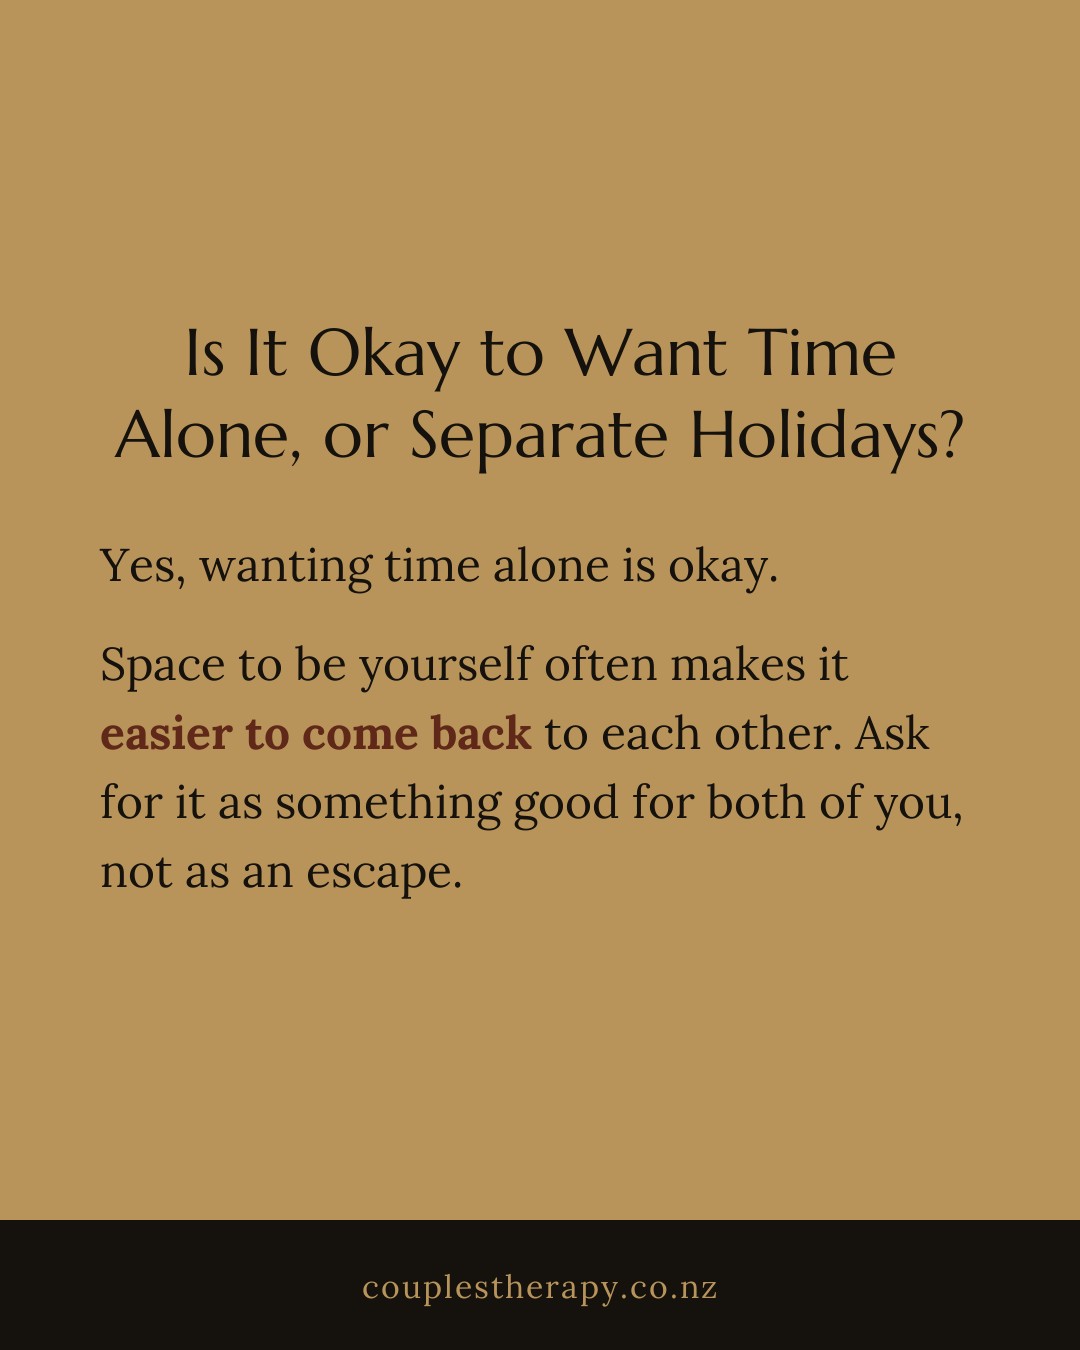 Is It Okay to Want Time
Alone, or Separate Holidays?
Yes, wanting time alone is okay.
Space to be yourself often makes it
easier to come back to each other. Ask
for it as something good for both of you,
not as an escape.
couplestherapy.co.nz